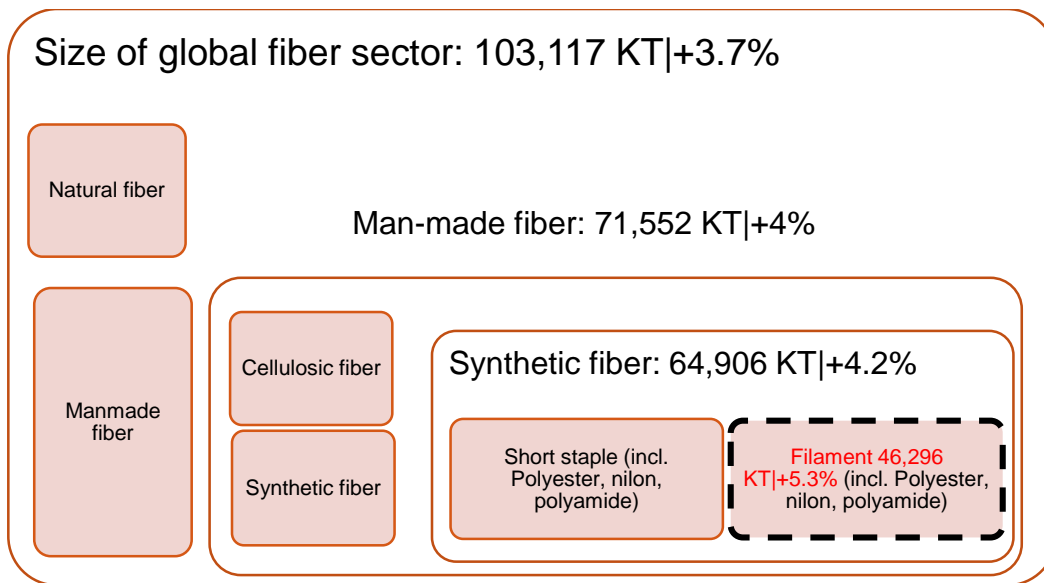 Size of global fiber sector: 103,117 KT|+3.7%
Natural fiber
Man-made fiber: 71,552 KT|+4%
Manmade
fiber
Cellulosic fiber
Synthetic fiber
Synthetic fiber: 64,906 KT|+4.2%
Short staple (incl.
Polyester, nilon,
polyamide)
Filament 46,296
KT|+5.3% (incl. Polyester,
nilon, polyamide)